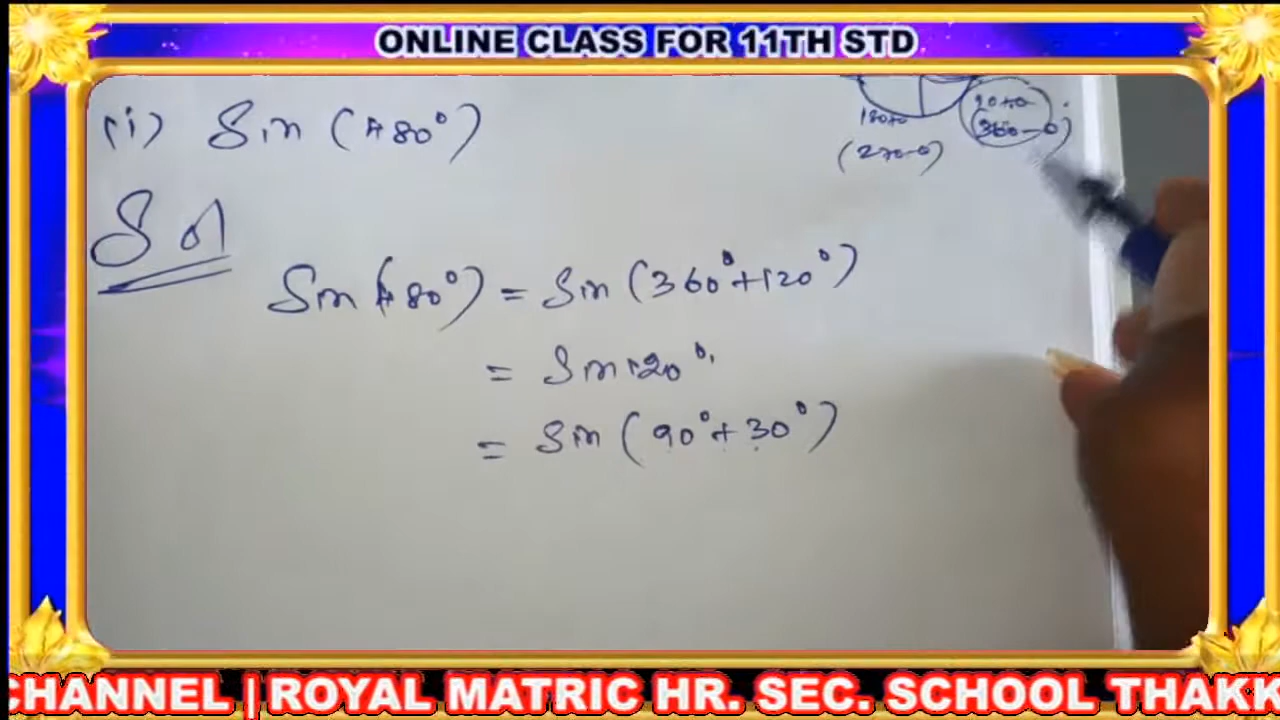 ONLINE CLASS FOR 11TH STD
(i) Sin (480°)
180+θ
(270-θ)
(360-θ)
Sol
Sin(480°) = Sin (360°+120°)
= Sin 120°
= Sin (90°+30°)
CHANNEL | ROYAL MATRIC HR. SEC. SCHOOL THAKK